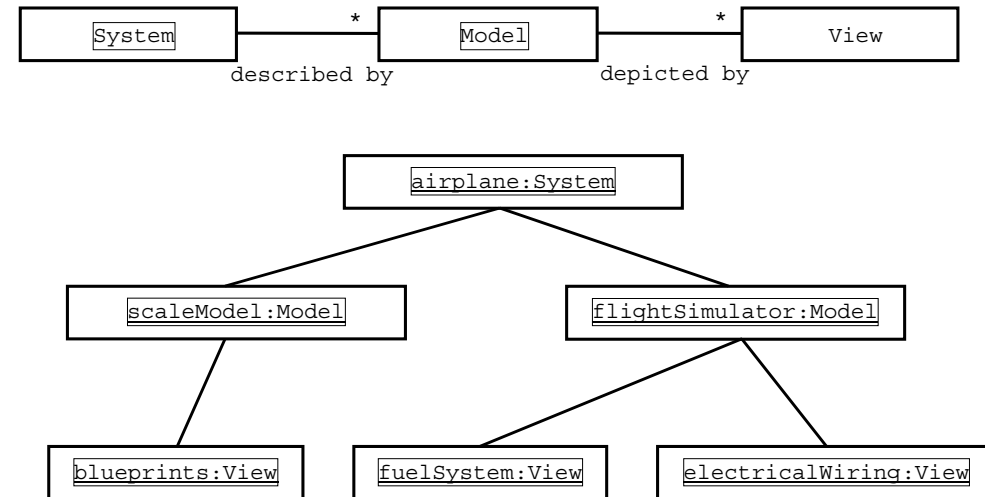 * *
System Model View
described by depicted by
airplane:System
scaleModel:Model flightSimulator:Model
blueprints:View fuelSystem:View electricalWiring:View